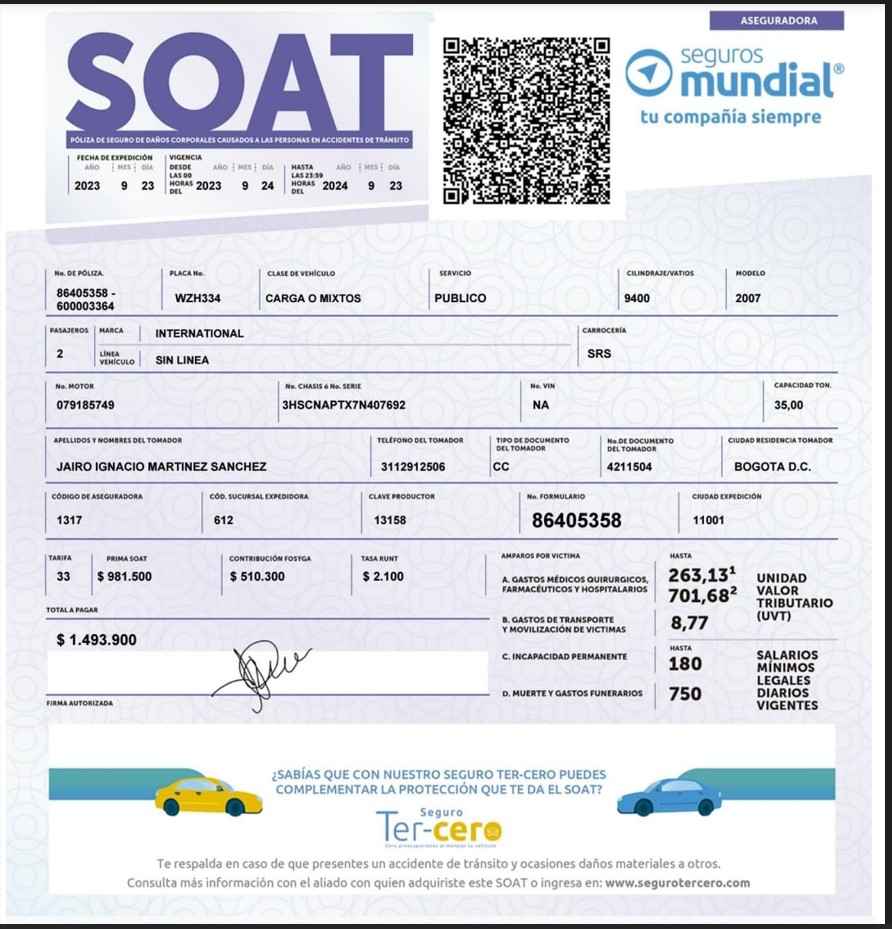 ASEGURADORA
SOAT
PÓLIZA DE SEGURO DE DAÑOS CORPORALES CAUSADOS A LAS PERSONAS EN ACCIDENTES DE TRÁNSITO
seguros
mundial®
tu compañía siempre
FECHA DE EXPEDICIÓN
AÑO MES DÍA
2023 9 23
VIGENCIA
DESDE LAS 00 HORAS DEL
AÑO MES DÍA
2023 9 24
HASTA LAS 23:59 HORAS DEL
AÑO MES DÍA
2024 9 23
No. DE PÓLIZA.
86405358 -
600003364
PLACA No.
WZH334
CLASE DE VEHÍCULO
CARGA O MIXTOS
SERVICIO
PUBLICO
CILINDRAJE/VATIOS
9400
MODELO
2007
PASAJEROS
2
MARCA
INTERNATIONAL
LÍNEA VEHÍCULO
SIN LINEA
CARROCERÍA
SRS
No. MOTOR
079185749
No. CHASIS ó No. SERIE
3HSCNAPTX7N407692
No. VIN
NA
CAPACIDAD TON.
35,00
APELLIDOS Y NOMBRES DEL TOMADOR
JAIRO IGNACIO MARTINEZ SANCHEZ
TELÉFONO DEL TOMADOR
3112912506
TIPO DE DOCUMENTO DEL TOMADOR
CC
No.DE DOCUMENTO DEL TOMADOR
4211504
CIUDAD RESIDENCIA TOMADOR
BOGOTA D.C.
CÓDIGO DE ASEGURADORA
1317
CÓD. SUCURSAL EXPEDIDORA
612
CLAVE PRODUCTOR
13158
No. FORMULARIO
86405358
CIUDAD EXPEDICIÓN
11001
TARIFA
33
PRIMA SOAT
$ 981.500
CONTRIBUCIÓN FOSYGA
$ 510.300
TASA RUNT
$ 2.100
TOTAL A PAGAR
$ 1.493.900
FIRMA AUTORIZADA
AMPAROS POR VICTIMA
HASTA
A. GASTOS MÉDICOS QUIRURGICOS,
FARMACÉUTICOS Y HOSPITALARIOS
263,13¹
701,68²
B. GASTOS DE TRANSPORTE
Y MOVILIZACIÓN DE VICTIMAS
8,77
UNIDAD
VALOR
TRIBUTARIO
(UVT)
HASTA
C. INCAPACIDAD PERMANENTE
180
D. MUERTE Y GASTOS FUNERARIOS
750
SALARIOS
MÍNIMOS
LEGALES
DIARIOS
VIGENTES
¿SABÍAS QUE CON NUESTRO SEGURO TER-CERO PUEDES
COMPLEMENTAR LA PROTECCIÓN QUE TE DA EL SOAT?
Seguro
Ter-cero
Te respalda en caso de que presentes un accidente de tránsito y ocasiones daños materiales a otros.
Consulta más información con el aliado con quien adquiriste este SOAT o ingresa en: www.segurotercero.com